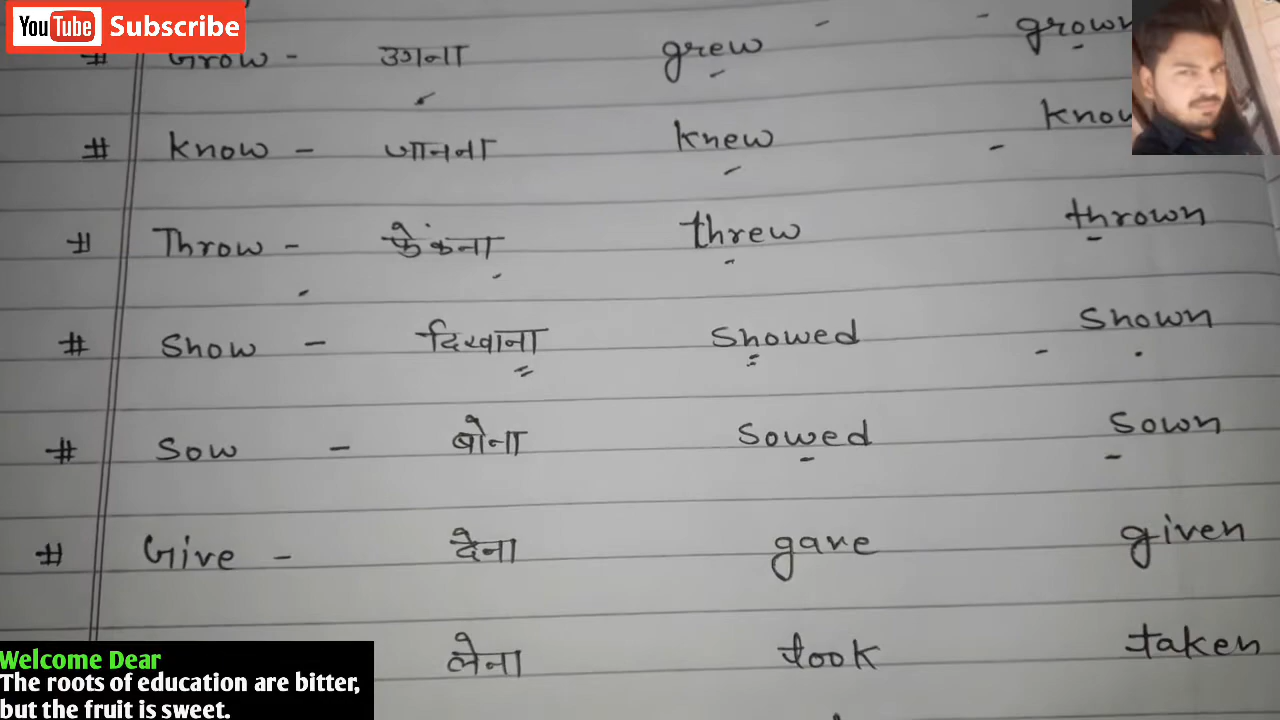 YouTube Subscribe
# Grow - उगना grew - grown
# Know - जानना knew - know
# Throw - फेंकना threw thrown
# Show - दिखाना Showed - Shown
# Sow - बोना Sowed Sown
# Give - देना gave given
लेना took taken
Welcome Dear
The roots of education are bitter,
but the fruit is sweet.